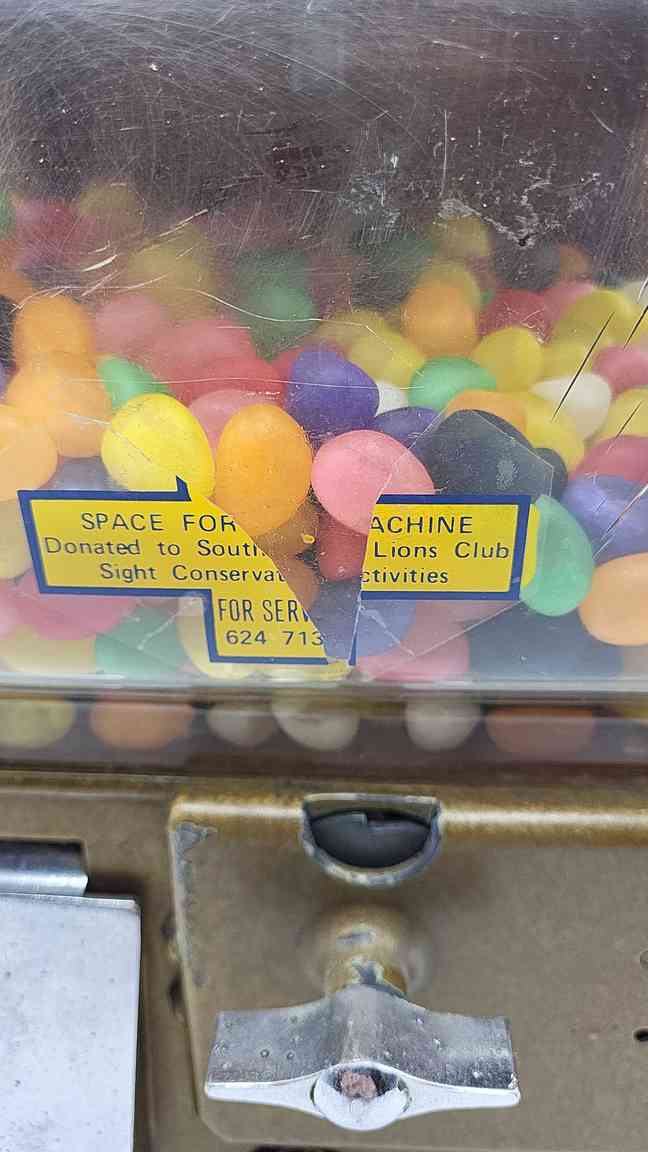 SPACE FOR ACHINE
Donated to South Lions Club
Sight Conservat ctivities
FOR SERV
624 713